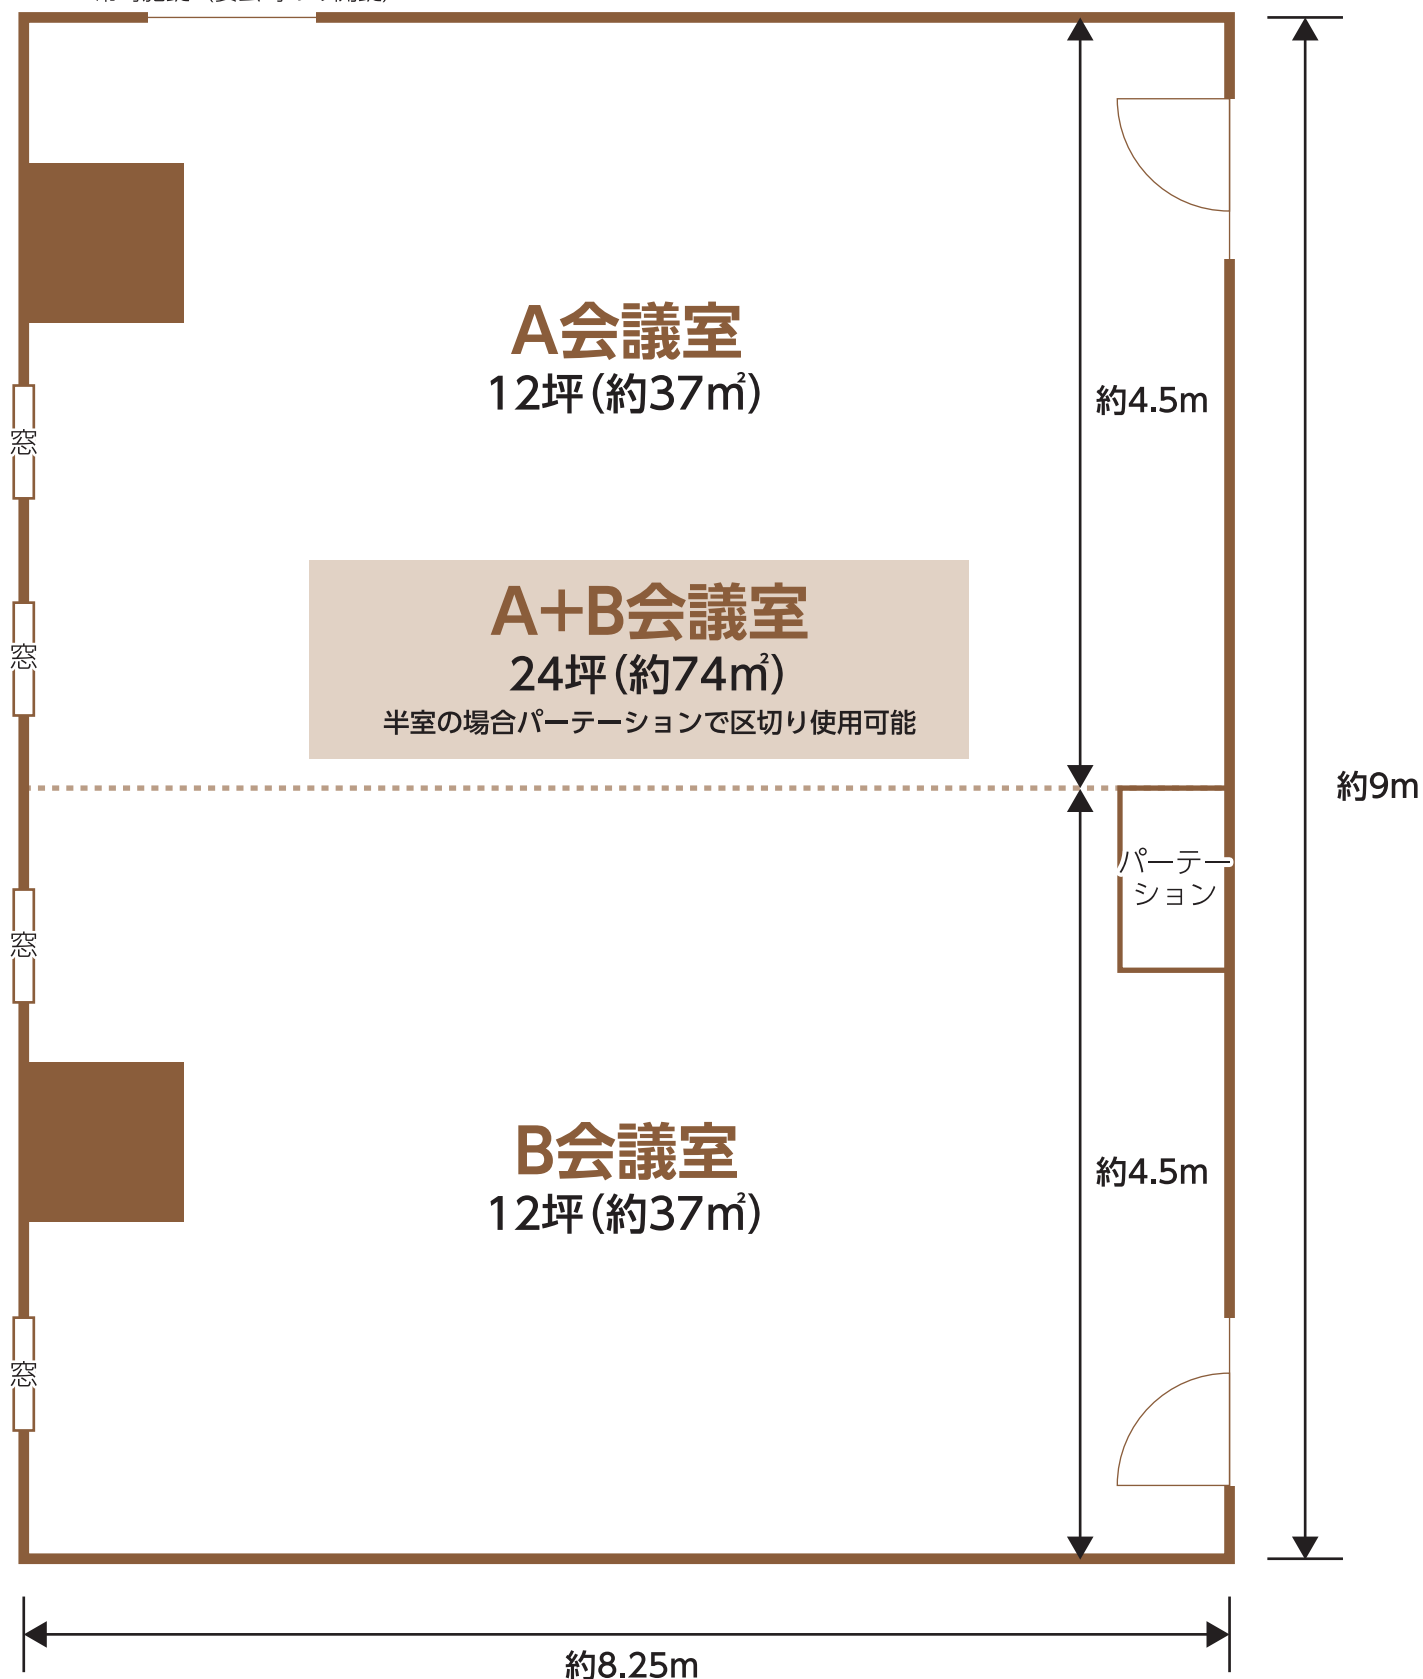 A会議室
12坪(約37㎡)
約4.5m
窓
A+B会議室
24坪(約74㎡)
半室の場合パーテーションで区切り使用可能
窓
約9m
パーテー
ション
窓
B会議室
12坪(約37㎡)
約4.5m
窓
約8.25m